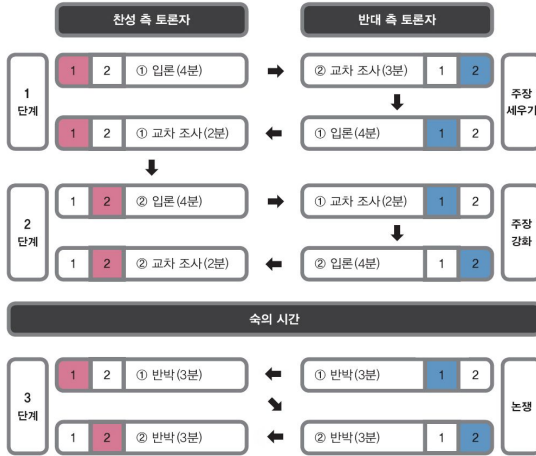 찬성 측 토론자
반대 측 토론자
1
단계
1 2 ① 입론(4분)
② 교차 조사(3분) 1 2
주장
세우기
1 2 ① 교차 조사(2분)
① 입론(4분) 1 2
2
단계
1 2 ② 입론(4분)
① 교차 조사(2분) 1 2
주장
강화
1 2 ② 교차 조사(2분)
② 입론(4분) 1 2
숙의 시간
3
단계
1 2 ① 반박(3분)
① 반박(3분) 1 2
논쟁
1 2 ② 반박(3분)
② 반박(3분) 1 2